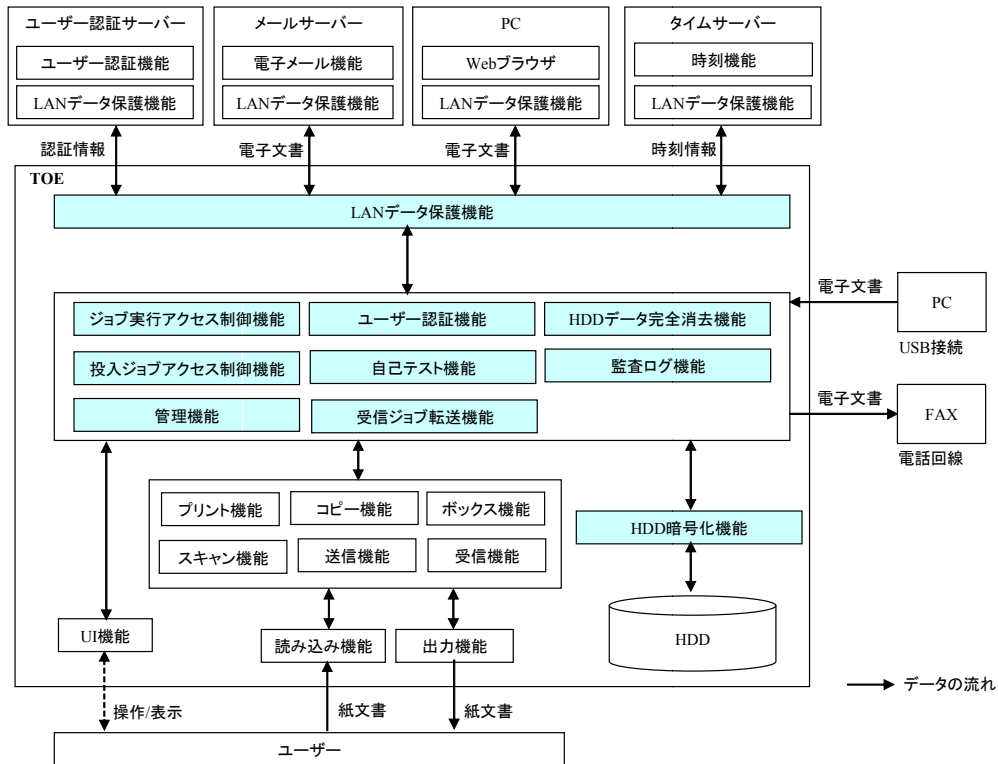 ユーザー認証サーバー
メールサーバー
PC
タイムサーバー
ユーザー認証機能
電子メール機能
Webブラウザ
時刻機能
LANデータ保護機能
LANデータ保護機能
LANデータ保護機能
LANデータ保護機能
認証情報
電子文書
電子文書
時刻情報
TOE
LANデータ保護機能
ジョブ実行アクセス制御機能
ユーザー認証機能
HDDデータ完全消去機能
投入ジョブアクセス制御機能
自己テスト機能
監査ログ機能
管理機能
受信ジョブ転送機能
電子文書
PC
USB接続
電子文書
FAX
電話回線
プリント機能
コピー機能
ボックス機能
スキャン機能
送信機能
受信機能
HDD暗号化機能
HDD
UI機能
読み込み機能
出力機能
データの流れ
操作/表示
紙文書
紙文書
ユーザー